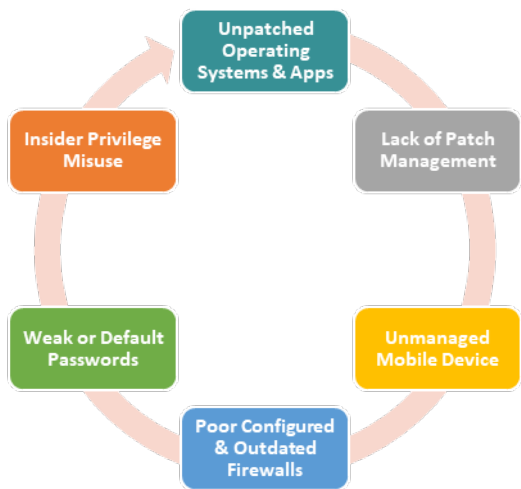 Unpatched
Operating
Systems & Apps
Lack of Patch
Management
Unmanaged
Mobile Device
Poor Configured
& Outdated
Firewalls
Weak or Default
Passwords
Insider Privilege
Misuse